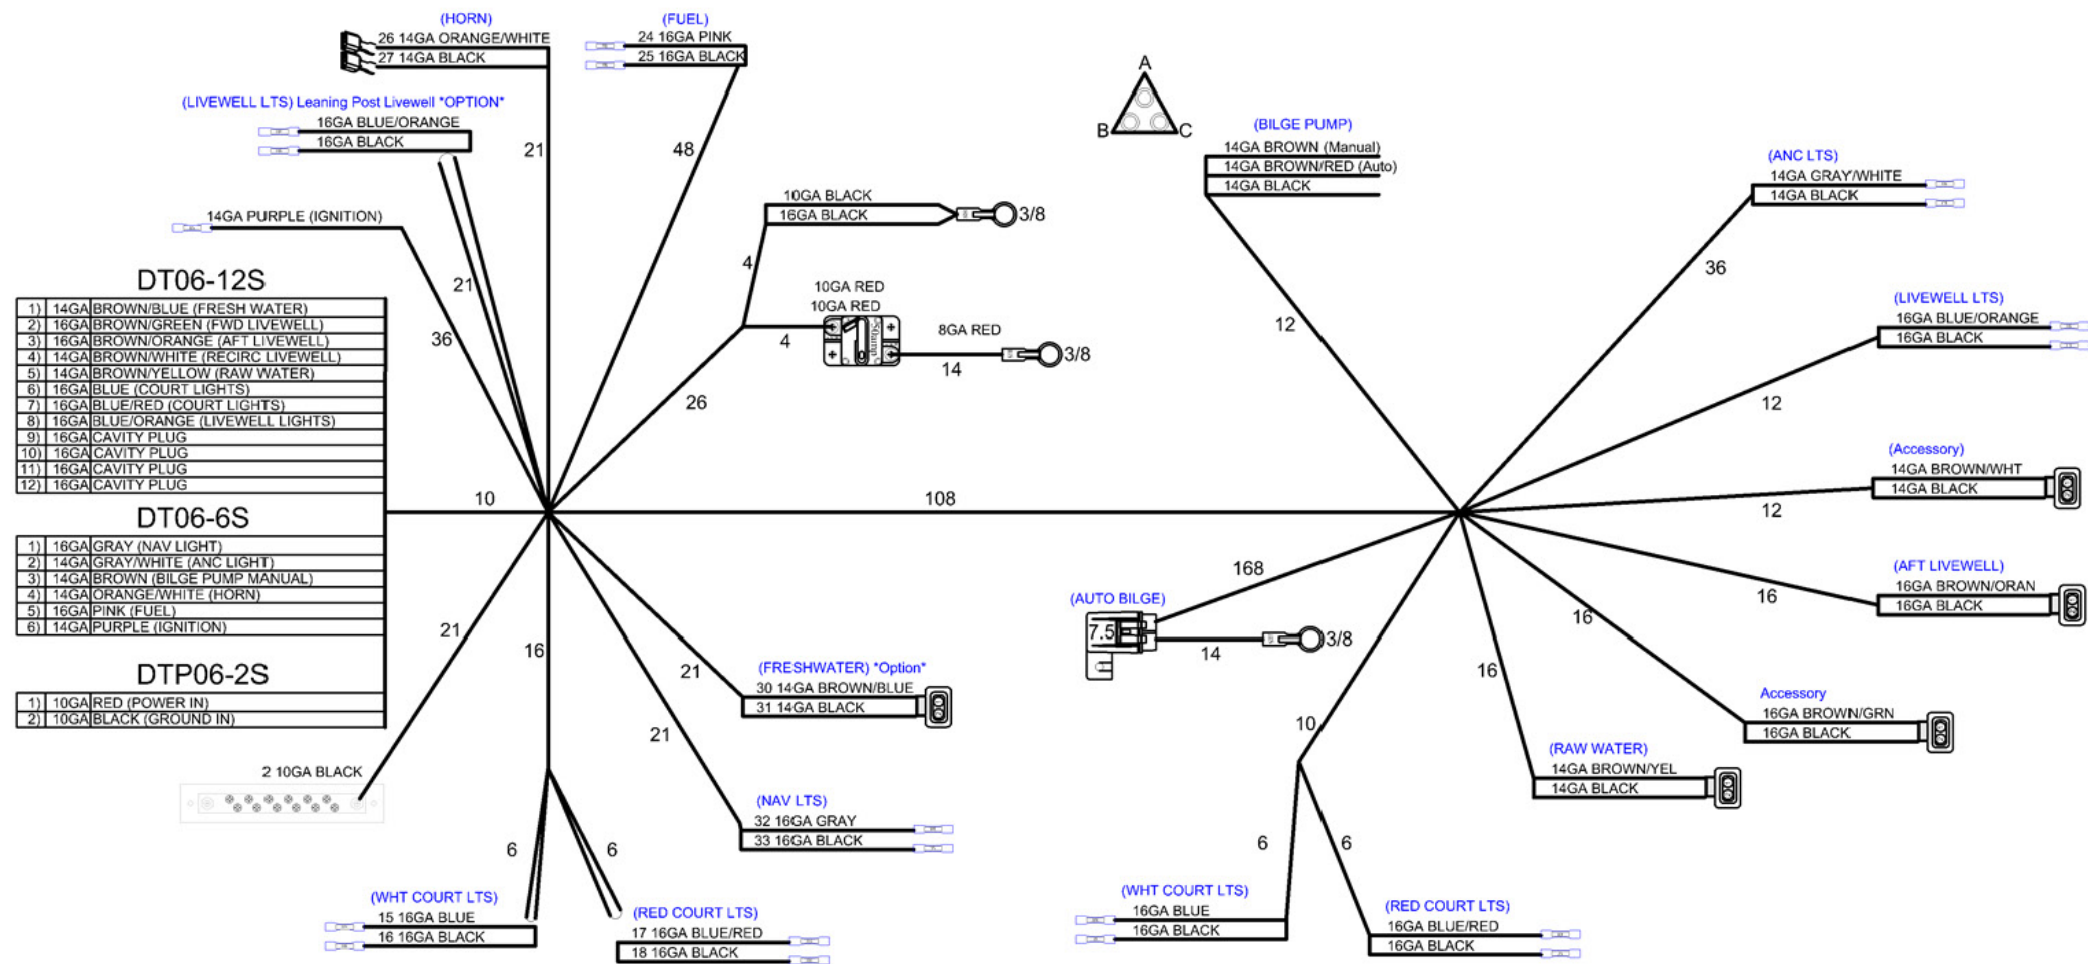 (HORN)
26 14GA ORANGE/WHITE
27 14GA BLACK
(FUEL)
24 16GA PINK
25 16GA BLACK
(LIVEWELL LTS) Leaning Post Livewell *OPTION*
16GA BLUE/ORANGE
16GA BLACK
21
48
A
B
C
(BILGE PUMP)
14GA BROWN (Manual)
14GA BROWN/RED (Auto)
14GA BLACK
(ANC LTS)
14GA GRAY/WHITE
14GA BLACK
14GA PURPLE (IGNITION)
10GA BLACK
16GA BLACK
3/8
4
21
36
36
12
DT06-12S
1) 14GA BROWN/BLUE (FRESH WATER)
2) 16GA BROWN/GREEN (FWD LIVEWELL)
3) 16GA BROWN/ORANGE (AFT LIVEWELL)
4) 14GA BROWN/WHITE (RECIRC LIVEWELL)
5) 14GA BROWN/YELLOW (RAW WATER)
6) 16GA BLUE (COURT LIGHTS)
7) 16GA BLUE/RED (COURT LIGHTS)
8) 16GA BLUE/ORANGE (LIVEWELL LIGHTS)
9) 16GA CAVITY PLUG
10) 16GA CAVITY PLUG
11) 16GA CAVITY PLUG
12) 16GA CAVITY PLUG
10GA RED
10GA RED
50amp
4
8GA RED
14
3/8
26
(LIVEWELL LTS)
16GA BLUE/ORANGE
16GA BLACK
12
(Accessory)
14GA BROWN/WHT
14GA BLACK
12
10
108
DT06-6S
1) 16GA GRAY (NAV LIGHT)
2) 14GA GRAY/WHITE (ANC LIGHT)
3) 14GA BROWN (BILGE PUMP MANUAL)
4) 14GA ORANGE/WHITE (HORN)
5) 16GA PINK (FUEL)
6) 14GA PURPLE (IGNITION)
168
(AUTO BILGE)
7.5
14
3/8
(AFT LIVEWELL)
16GA BROWN/ORAN
16GA BLACK
16
16
16
21
16
21
21
DTP06-2S
1) 10GA RED (POWER IN)
2) 10GA BLACK (GROUND IN)
(FRESHWATER) *Option*
30 14GA BROWN/BLUE
31 14GA BLACK
Accessory
16GA BROWN/GRN
16GA BLACK
10
(RAW WATER)
14GA BROWN/YEL
14GA BLACK
2 10GA BLACK
(NAV LTS)
32 16GA GRAY
33 16GA BLACK
6
6
6
6
(WHT COURT LTS)
15 16GA BLUE
16 16GA BLACK
(RED COURT LTS)
17 16GA BLUE/RED
18 16GA BLACK
(WHT COURT LTS)
16GA BLUE
16GA BLACK
(RED COURT LTS)
16GA BLUE/RED
16GA BLACK